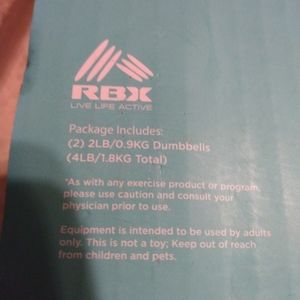 RBX
LIVE LIFE ACTIVE
Package Includes:
(2) 2LB/0.9KG Dumbbells
(4LB/1.8KG Total)
*As with any exercise product or program,
please use caution and consult your
physician prior to use.
Equipment is intended to be used by adults
only. This is not a toy; Keep out of reach
from children and pets.